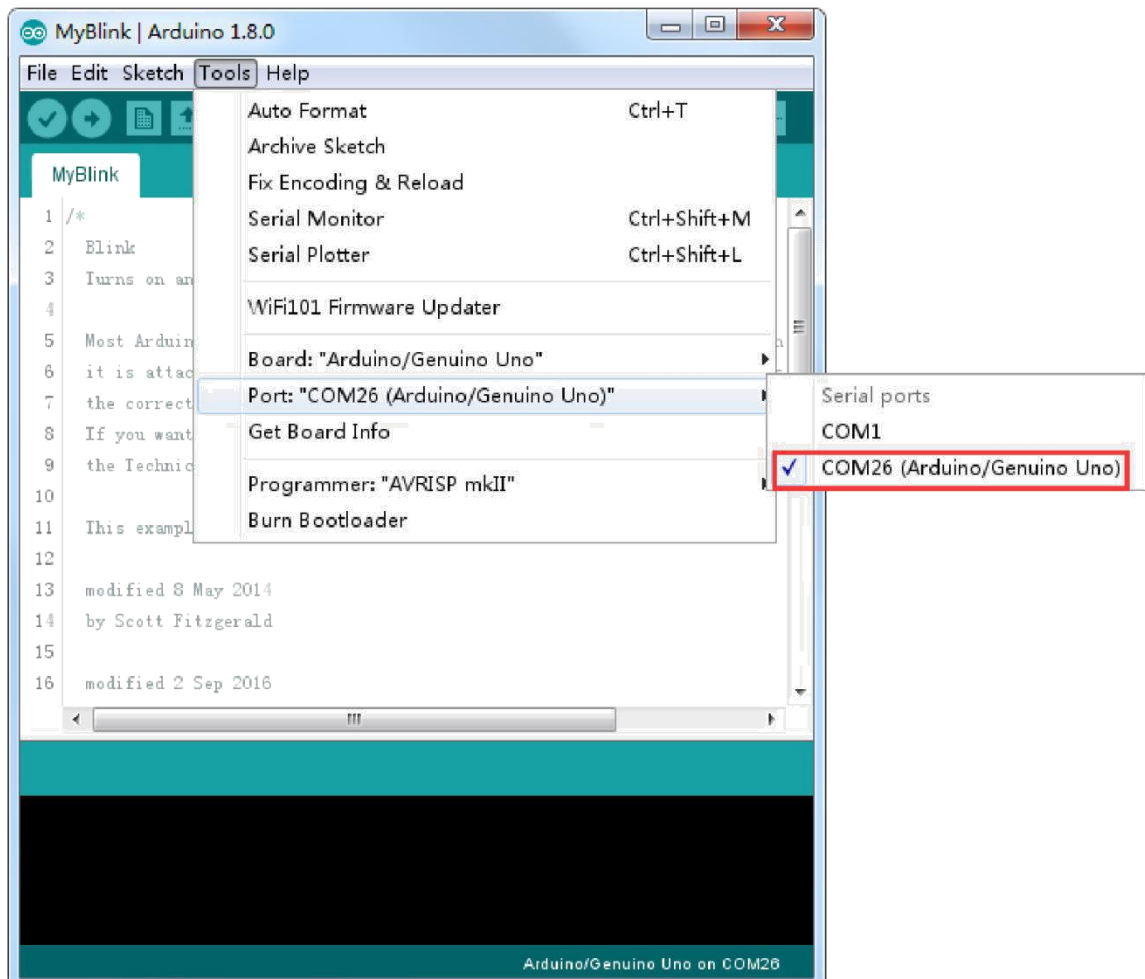 MyBlink | Arduino 1.8.0
File Edit Sketch Tools Help
Auto Format Ctrl+T
Archive Sketch
Fix Encoding & Reload
Serial Monitor Ctrl+Shift+M
Serial Plotter Ctrl+Shift+L
WiFi101 Firmware Updater
Board: "Arduino/Genuino Uno"
Port: "COM26 (Arduino/Genuino Uno)"
Get Board Info
Programmer: "AVRISP mkII"
Burn Bootloader
Serial ports
COM1
COM26 (Arduino/Genuino Uno)
MyBlink
1 /*
2 Blink
3 Turns on an
4
5 Most Arduin
6 it is attac
7 the correct
8 If you want
9 the Technic
10
11 This exampl
12
13 modified 8 May 2014
14 by Scott Fitzgerald
15
16 modified 2 Sep 2016
Arduino/Genuino Uno on COM26